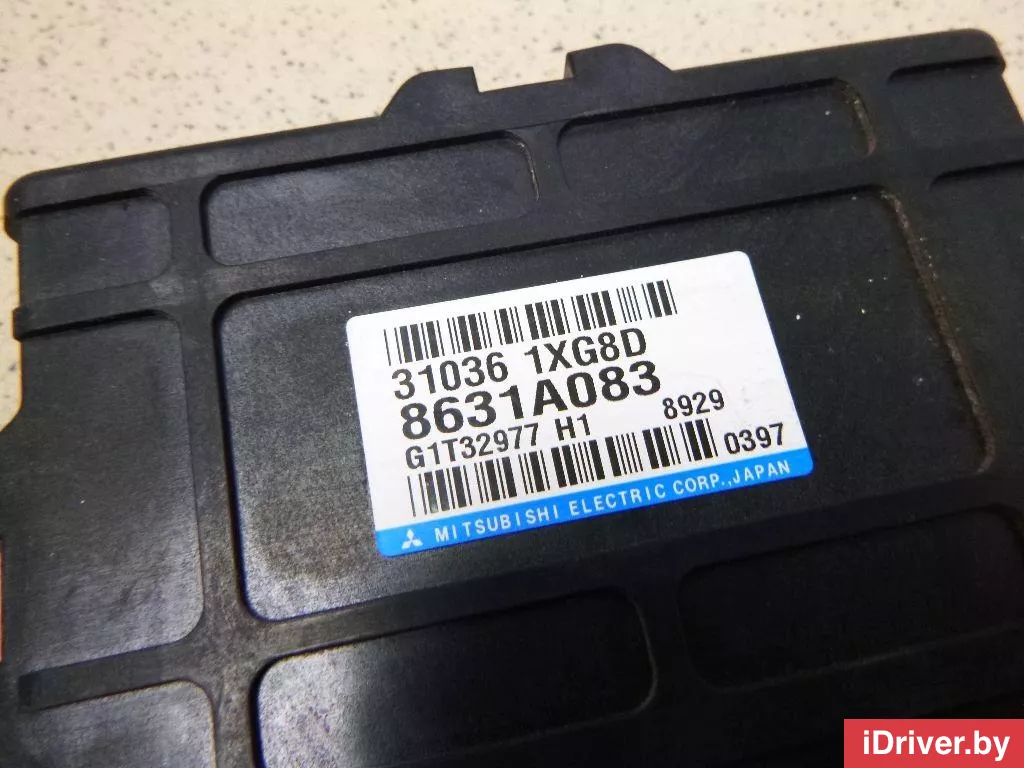 31036 1XG8D
8631A083
G1T32977 H1 8929
0397
MITSUBISHI ELECTRIC CORP.,JAPAN
iDriver.by